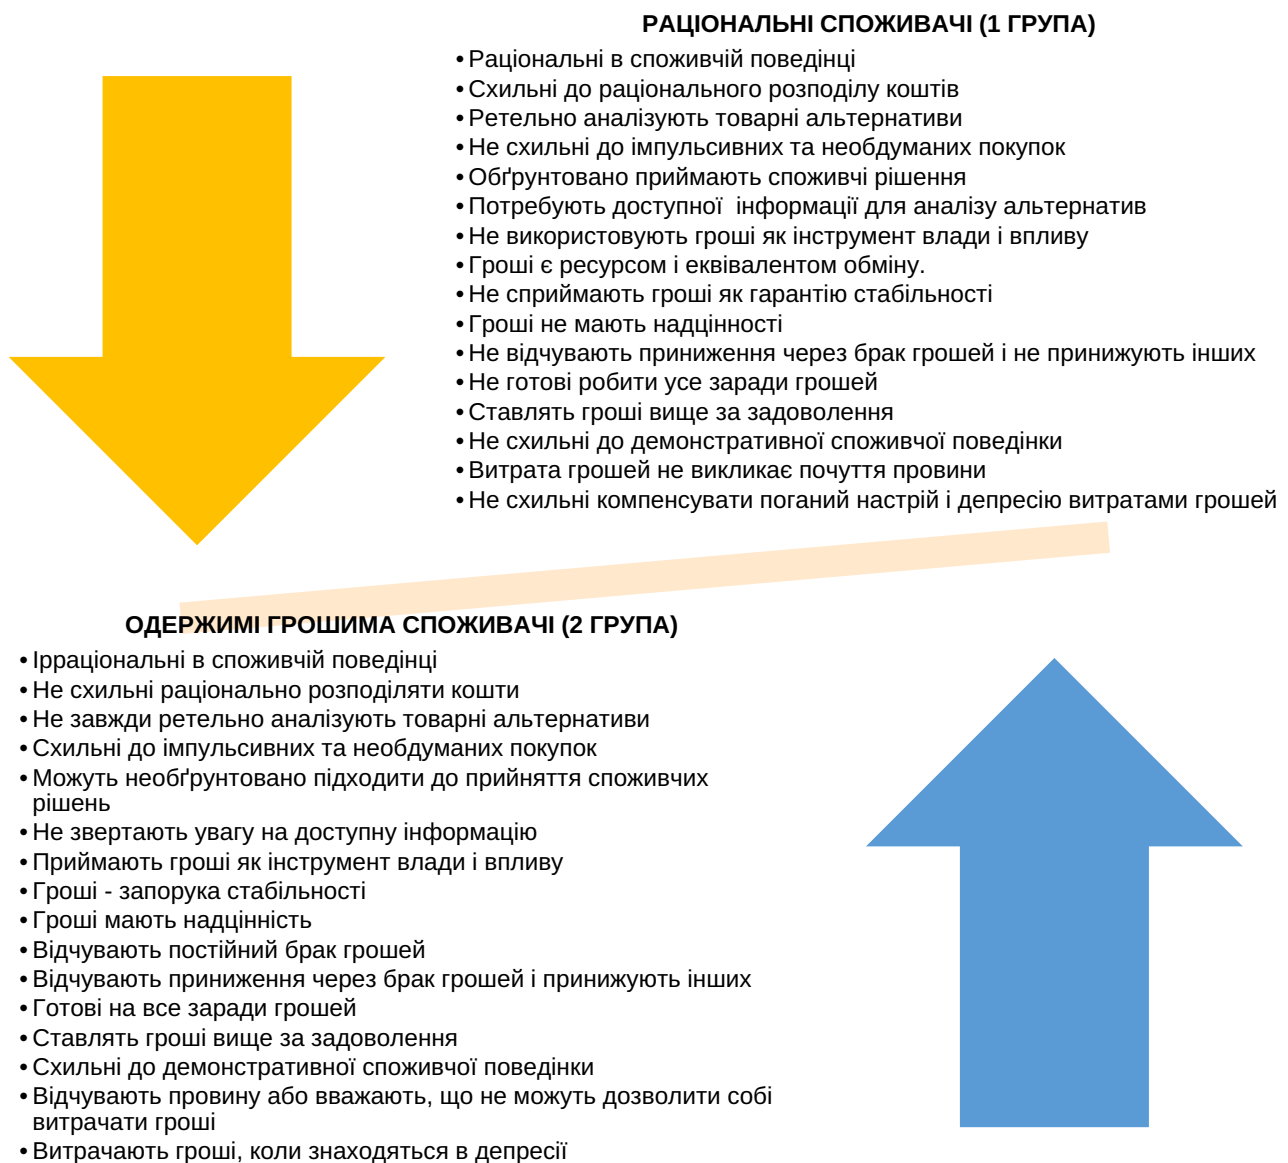 РАЦІОНАЛЬНІ СПОЖИВАЧІ (1 ГРУПА)
• Раціональні в споживчій поведінці
• Схильні до раціонального розподілу коштів
• Ретельно аналізують товарні альтернативи
• Не схильні до імпульсивних та необдуманих покупок
• Обґрунтовано приймають споживчі рішення
• Потребують доступної  інформації для аналізу альтернатив
• Не використовують гроші як інструмент влади і впливу
• Гроші є ресурсом і еквівалентом обміну.
• Не сприймають гроші як гарантію стабільності
• Гроші не мають надцінності
• Не відчувають приниження через брак грошей і не принижують інших
• Не готові робити усе заради грошей
• Ставлять гроші вище за задоволення
• Не схильні до демонстративної споживчої поведінки
• Витрата грошей не викликає почуття провини
• Не схильні компенсувати поганий настрій і депресію витратами грошей
ОДЕРЖИМІ ГРОШИМА СПОЖИВАЧІ (2 ГРУПА)
• Ірраціональні в споживчій поведінці
• Не схильні раціонально розподіляти кошти
• Не завжди ретельно аналізують товарні альтернативи
• Схильні до імпульсивних та необдуманих покупок
• Можуть необґрунтовано підходити до прийняття споживчих
рішень
• Не звертають увагу на доступну інформацію
• Приймають гроші як інструмент влади і впливу
• Гроші - запорука стабільності
• Гроші мають надцінність
• Відчувають постійний брак грошей
• Відчувають приниження через брак грошей і принижують інших
• Готові на все заради грошей
• Ставлять гроші вище за задоволення
• Схильні до демонстративної споживчої поведінки
• Відчувають провину або вважають, що не можуть дозволити собі
витрачати гроші
• Витрачають гроші, коли знаходяться в депресії